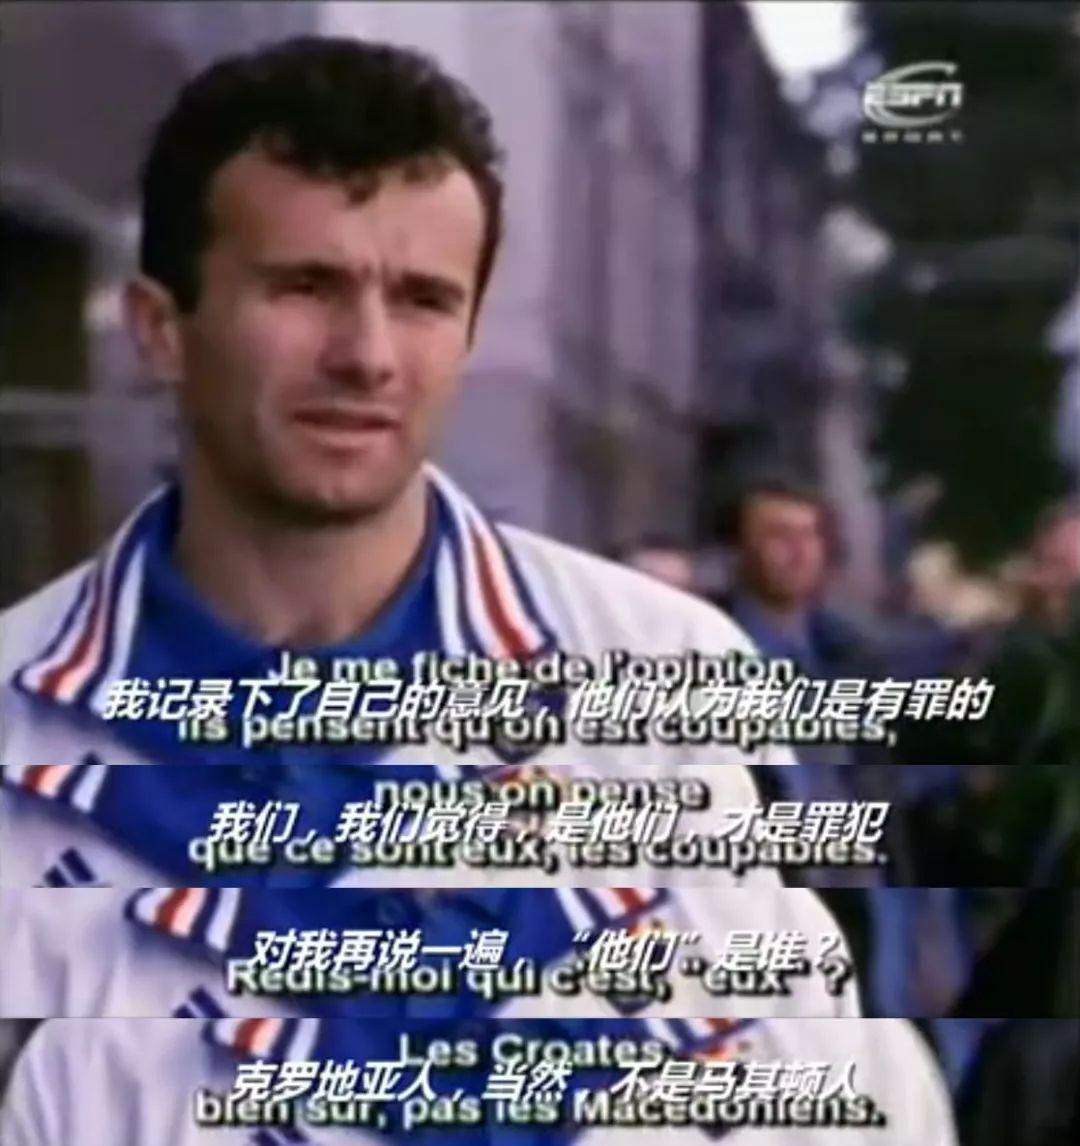 ESPN
SPORT
Je me fiche de l'opinion.
我记录下了自己的意见，他们认为我们是有罪的
Ils pensent qu'on est coupables,
nous on pense
我们，我们觉得，是他们，才是罪犯
que ce sont eux, les coupables.
对我再说一遍，“他们”是谁？
Redis-moi qui c'est, "eux" ?
Les Croates
克罗地亚人，当然，不是马其顿人
bien sûr, pas les Macédoniens.